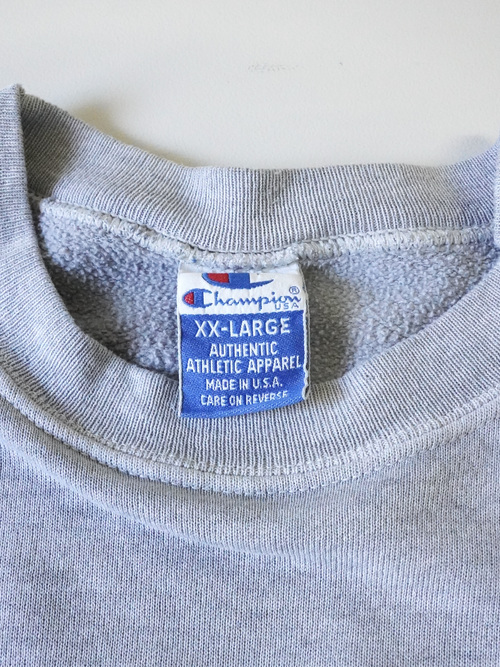 Champion®
USA
XX-LARGE
AUTHENTIC
ATHLETIC APPAREL
MADE IN U.S.A.
CARE ON REVERSE